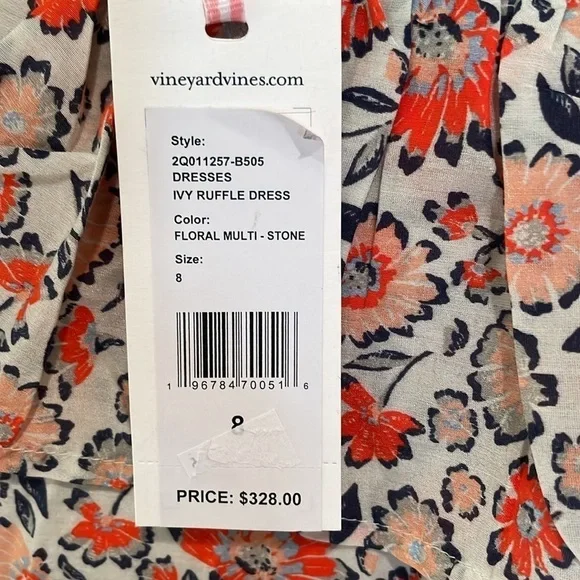 vineyardvines.com
Style:
2Q011257-B505
DRESSES
IVY RUFFLE DRESS
Color:
FLORAL MULTI - STONE
Size:
8
1 96784 70051 6
8
PRICE: $328.00